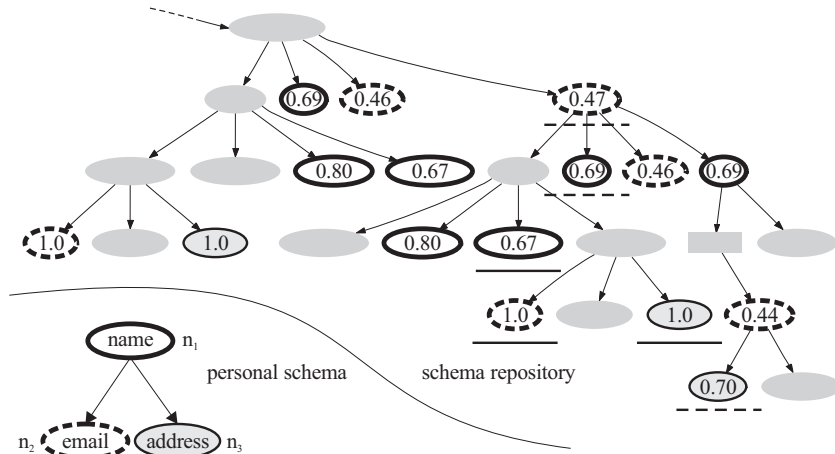 0.69 0.46 0.47
0.80 0.67 0.69 0.46 0.69
1.0 1.0 0.80 0.67
1.0 1.0 0.44
name n₁
personal schema schema repository
0.70
n₂ email address n₃